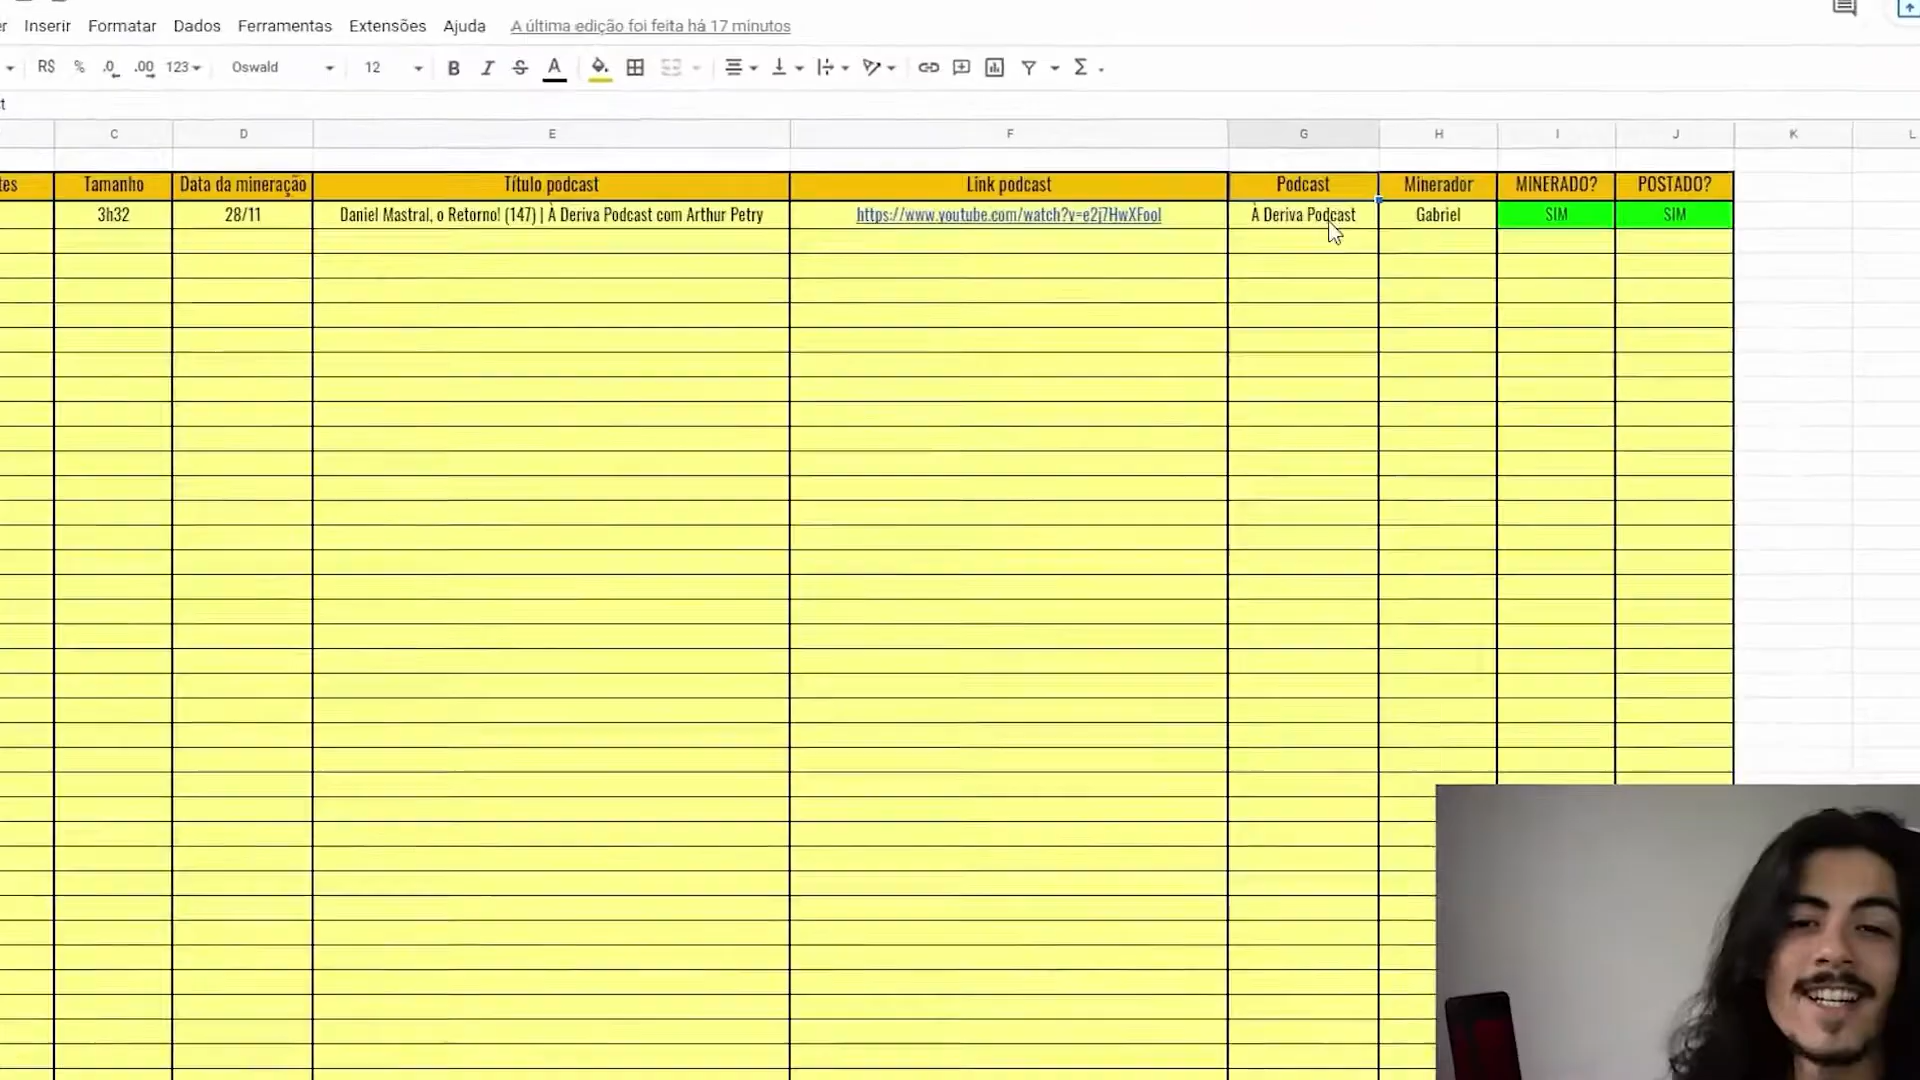 Inserir Formatar Dados Ferramentas Extensões Ajuda A última edição foi feita há 17 minutos
R$ % .0 .00 123 Oswald 12 B I S A Σ
C D E F G H I J K L
Tamanho Data da mineração Título podcast Link podcast Podcast Minerador MINERADO? POSTADO?
3h32 28/11 Daniel Mastral, o Retorno! (147) | À Deriva Podcast com Arthur Petry https://www.youtube.com/watch?v=e2j7HwXFooI À Deriva Podcast Gabriel SIM SIM